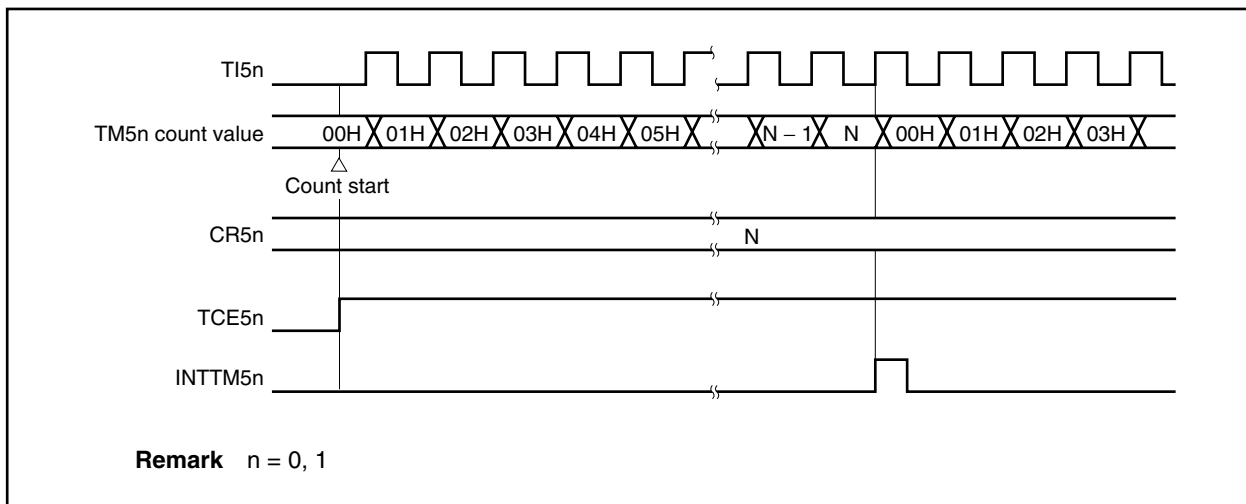 TI5n
TM5n count value 00H 01H 02H 03H 04H 05H N – 1 N 00H 01H 02H 03H
Count start
CR5n N
TCE5n
INTTM5n
Remark n = 0, 1